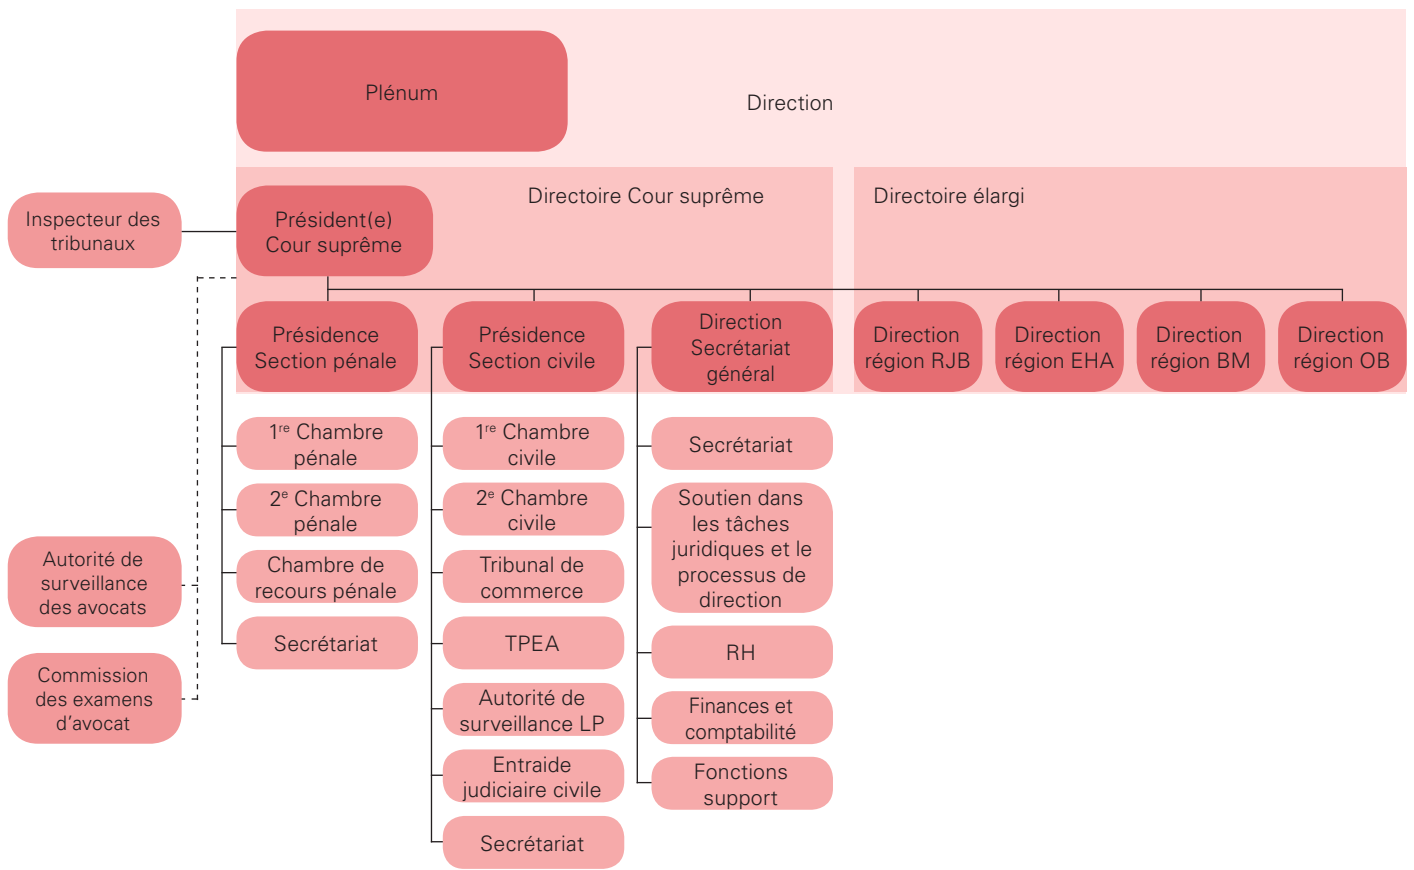 Plénum
Direction
Directoire Cour suprême
Directoire élargi
Inspecteur des
tribunaux
Président(e)
Cour suprême
Présidence
Section pénale
Présidence
Section civile
Direction
Secrétariat
général
Direction
région RJB
Direction
région EHA
Direction
région BM
Direction
région OB
1re Chambre
pénale
2e Chambre
pénale
Chambre de
recours pénale
Secrétariat
1re Chambre
civile
2e Chambre
civile
Tribunal de
commerce
TPEA
Autorité de
surveillance LP
Entraide
judiciaire civile
Secrétariat
Secrétariat
Soutien dans
les tâches
juridiques et le
processus de
direction
RH
Finances et
comptabilité
Fonctions
support
Autorité de
surveillance
des avocats
Commission
des examens
d’avocat